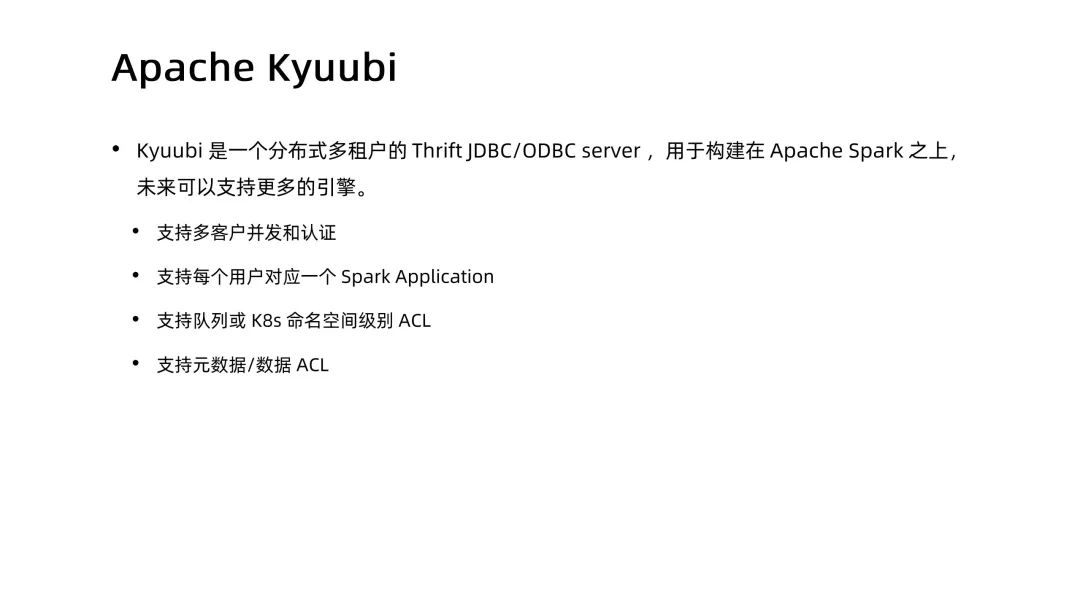 Apache Kyuubi
• Kyuubi 是一个分布式多租户的 Thrift JDBC/ODBC server ，用于构建在 Apache Spark 之上，
未来可以支持更多的引擎。
• 支持多客户并发和认证
• 支持每个用户对应一个 Spark Application
• 支持队列或 K8s 命名空间级别 ACL
• 支持元数据/数据 ACL